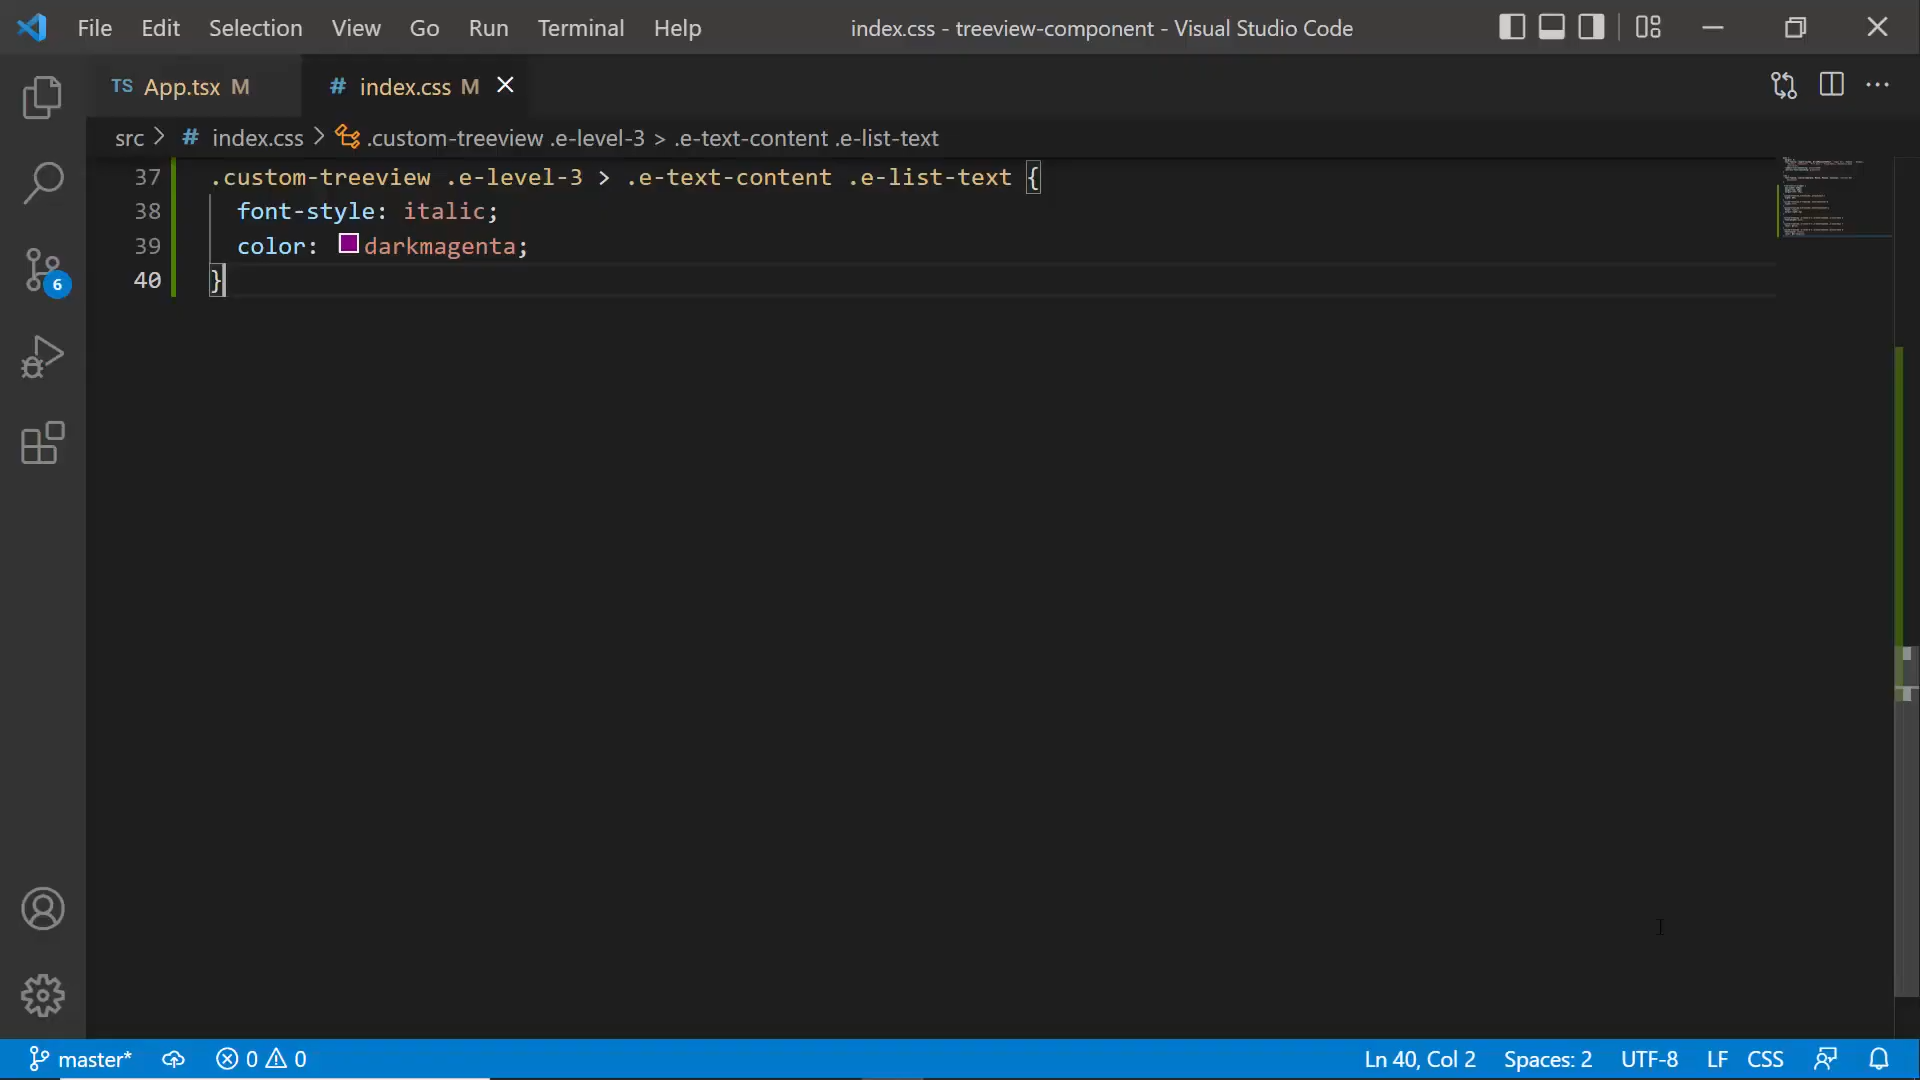 File Edit Selection View Go Run Terminal Help index.css - treeview-component - Visual Studio Code
TS App.tsx M # index.css M
src > # index.css > .custom-treeview .e-level-3 > .e-text-content .e-list-text
37 .custom-treeview .e-level-3 > .e-text-content .e-list-text {
38 font-style: italic;
39 color: darkmagenta;
40 }
6
master* 0 0 Ln 40, Col 2 Spaces: 2 UTF-8 LF CSS